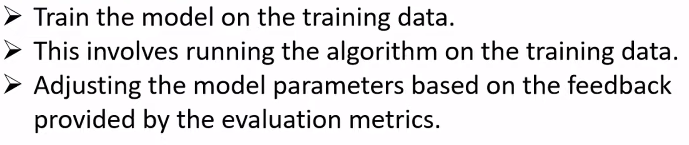 ➢ Train the model on the training data.
➢ This involves running the algorithm on the training data.
➢ Adjusting the model parameters based on the feedback
provided by the evaluation metrics.